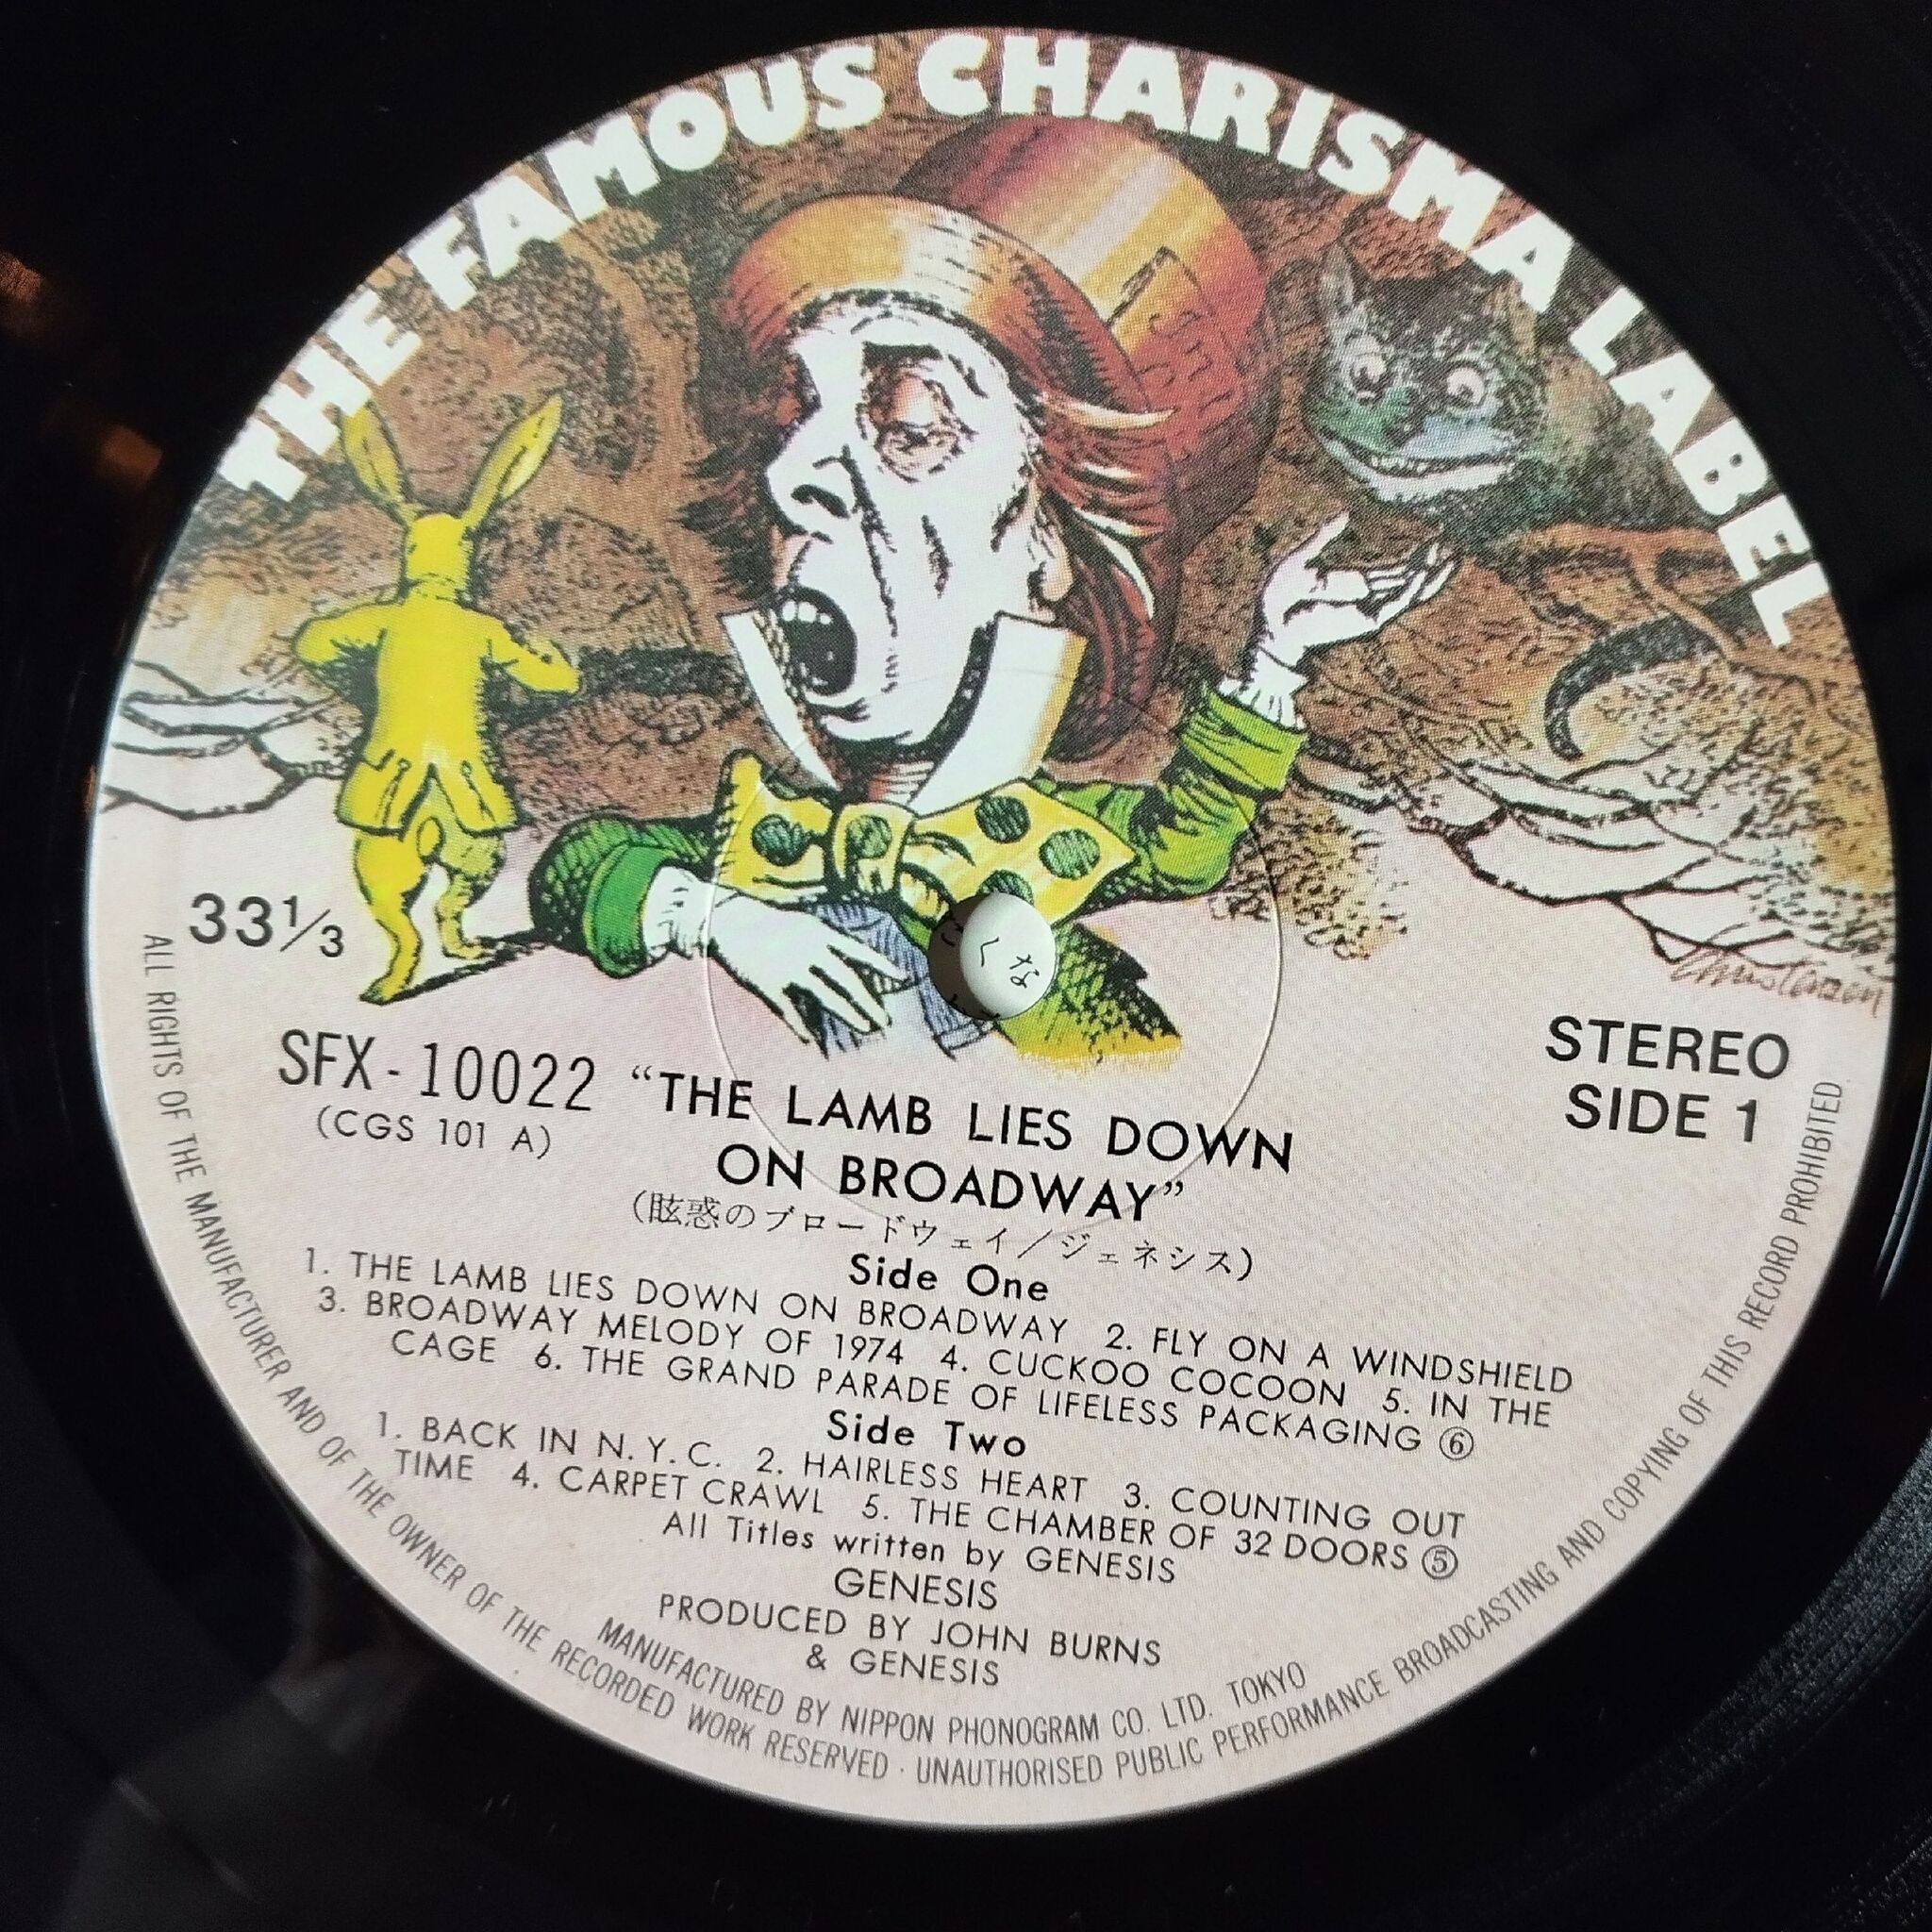 THE FAMOUS CHARISMA LABEL
33⅓
STEREO
SIDE 1
SFX-10022
(CGS 101 A)
“THE LAMB LIES DOWN
ON BROADWAY”
(眩惑のブロードウェイ／ジェネシス)
Side One
1. THE LAMB LIES DOWN ON BROADWAY 2. FLY ON A WINDSHIELD
3. BROADWAY MELODY OF 1974 4. CUCKOO COCOON 5. IN THE
CAGE 6. THE GRAND PARADE OF LIFELESS PACKAGING ⑥
Side Two
1. BACK IN N.Y.C. 2. HAIRLESS HEART 3. COUNTING OUT
TIME 4. CARPET CRAWL 5. THE CHAMBER OF 32 DOORS ⑤
All Titles written by GENESIS
GENESIS
PRODUCED BY JOHN BURNS
& GENESIS
MANUFACTURED BY NIPPON PHONOGRAM CO. LTD. TOKYO
ALL RIGHTS OF THE MANUFACTURER AND OF THE OWNER OF THE RECORDED WORK RESERVED · UNAUTHORISED PUBLIC PERFORMANCE BROADCASTING AND COPYING OF THIS RECORD PROHIBITED